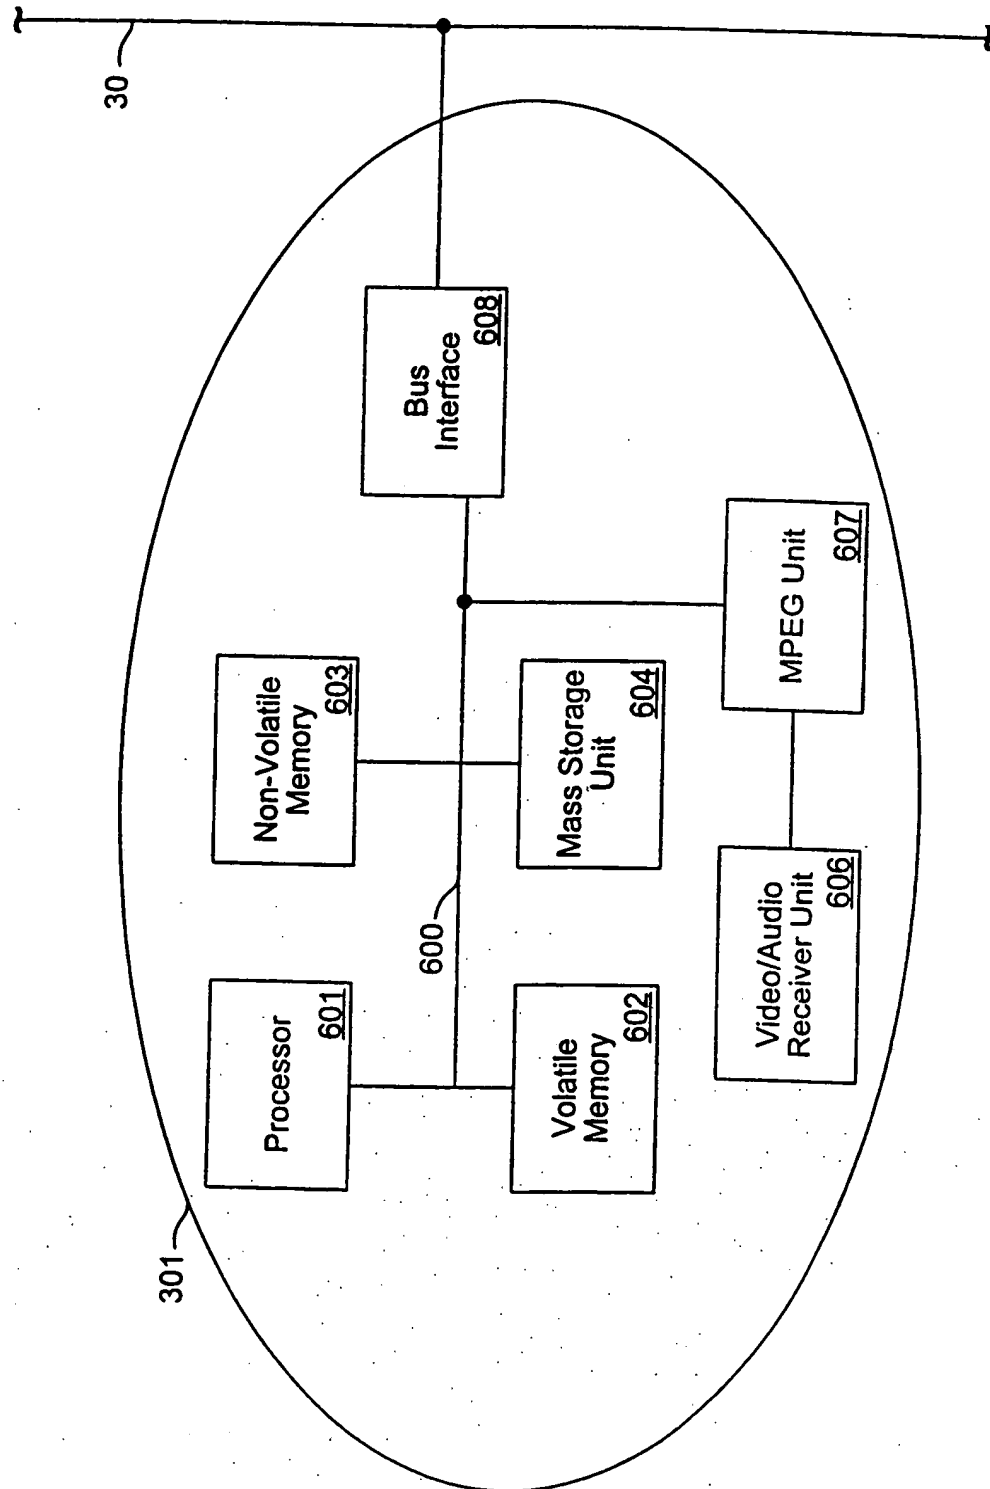 301
Processor
601
Non-Volatile
Memory
603
600
Bus
Interface
608
30
Volatile
Memory
602
Mass Storage
Unit
604
Video/Audio
Receiver Unit
606
MPEG Unit
607